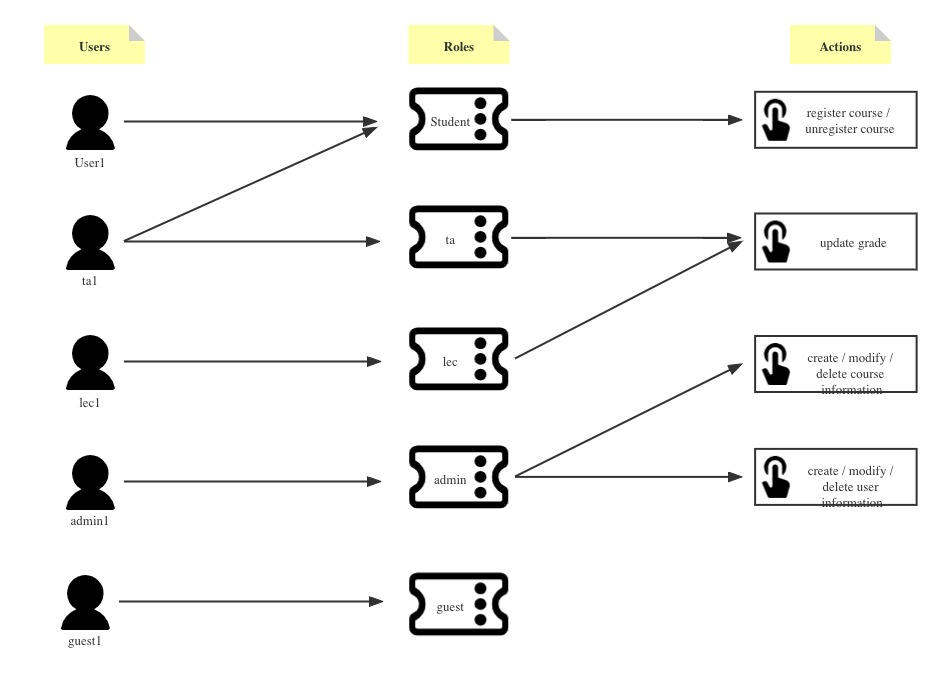 Users
Roles
Actions
User1
Student
register course /
unregister course
ta1
ta
update grade
lec1
lec
create / modify /
delete course
information
admin1
admin
create / modify /
delete user
information
guest1
guest